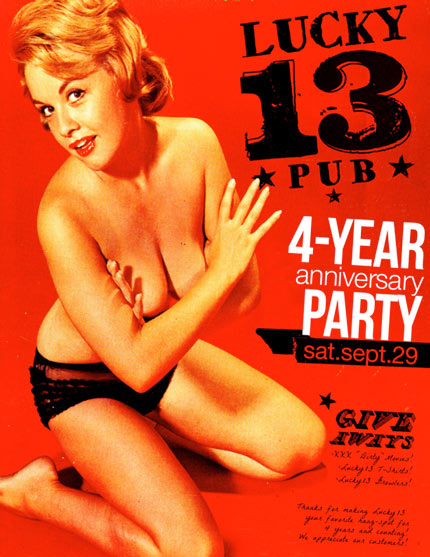 LUCKY
13
PUB
4-YEAR
anniversary
PARTY
sat.sept.29
GIVE
AWAYS
-XXX "Dirty" Movies!
-Lucky13 T-Shirts!
-Lucky13 Growlers!
Thanks for making Lucky13
your favorite hang-spot for
4 years and counting!
We appreciate our customers!